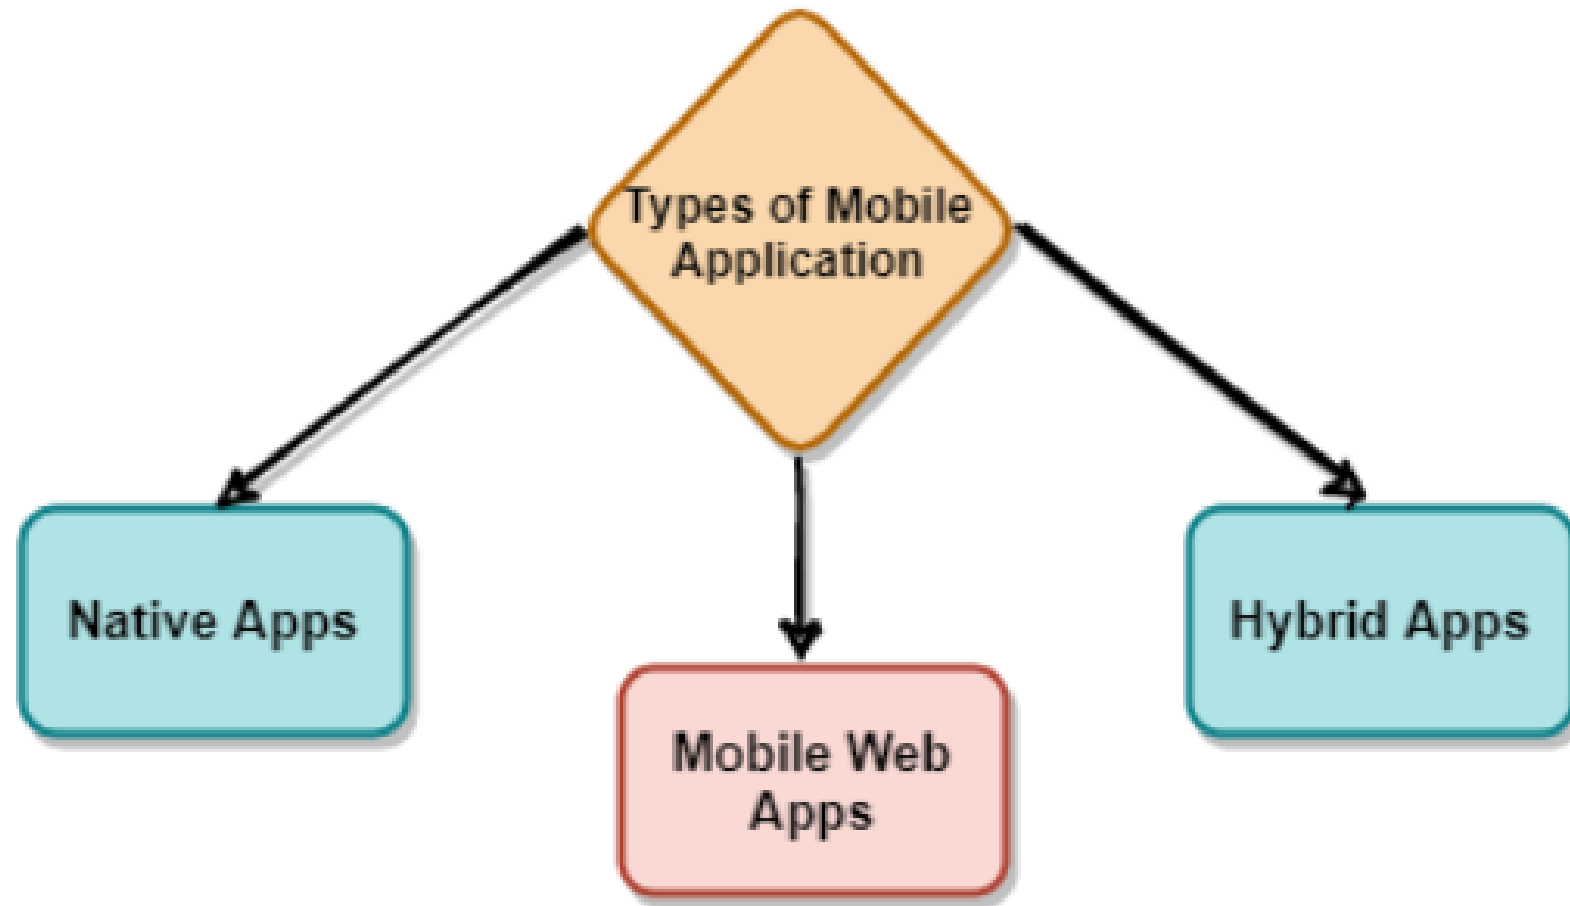 Types of Mobile
Application
Native Apps
Hybrid Apps
Mobile Web
Apps